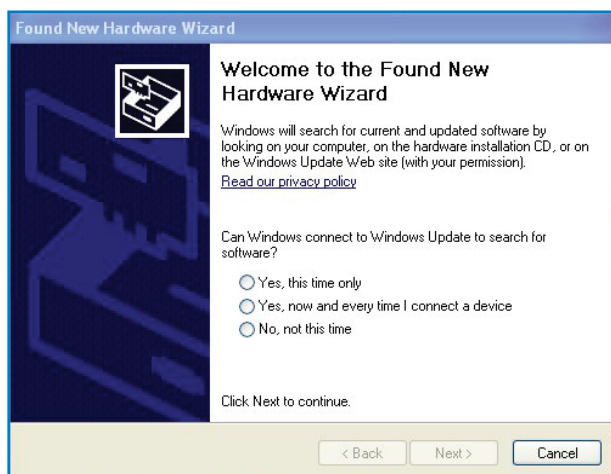 Found New Hardware Wizard
Welcome to the Found New
Hardware Wizard
Windows will search for current and updated software by
looking on your computer, on the hardware installation CD, or on
the Windows Update Web site (with your permission).
Read our privacy policy
Can Windows connect to Windows Update to search for
software?
Yes, this time only
Yes, now and every time I connect a device
No, not this time
Click Next to continue.
< Back Next > Cancel